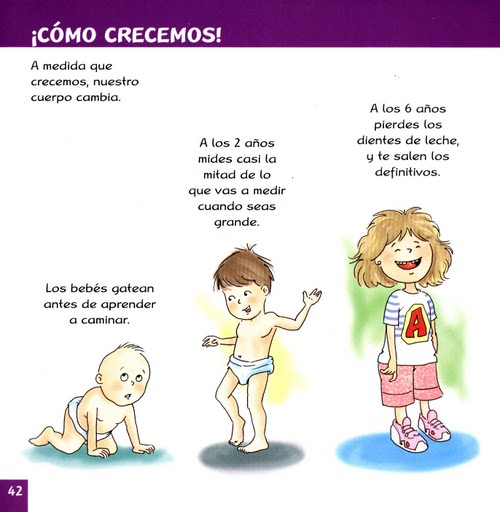 ¡CÓMO CRECEMOS!
A medida que
crecemos, nuestro
cuerpo cambia.
Los bebés gatean
antes de aprender
a caminar.
A los 2 años
mides casi la
mitad de lo
que vas a medir
cuando seas
grande.
A los 6 años
pierdes los
dientes de leche,
y te salen los
definitivos.
A
42